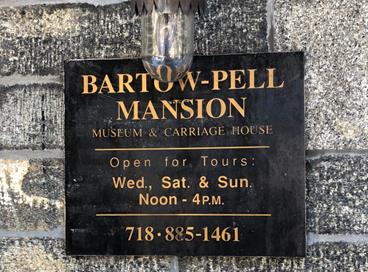 BARTOW-PELL
MANSION
MUSEUM & CARRIAGE HOUSE
Open for Tours:
Wed., Sat. & Sun.
Noon - 4P.M.
718·885-1461